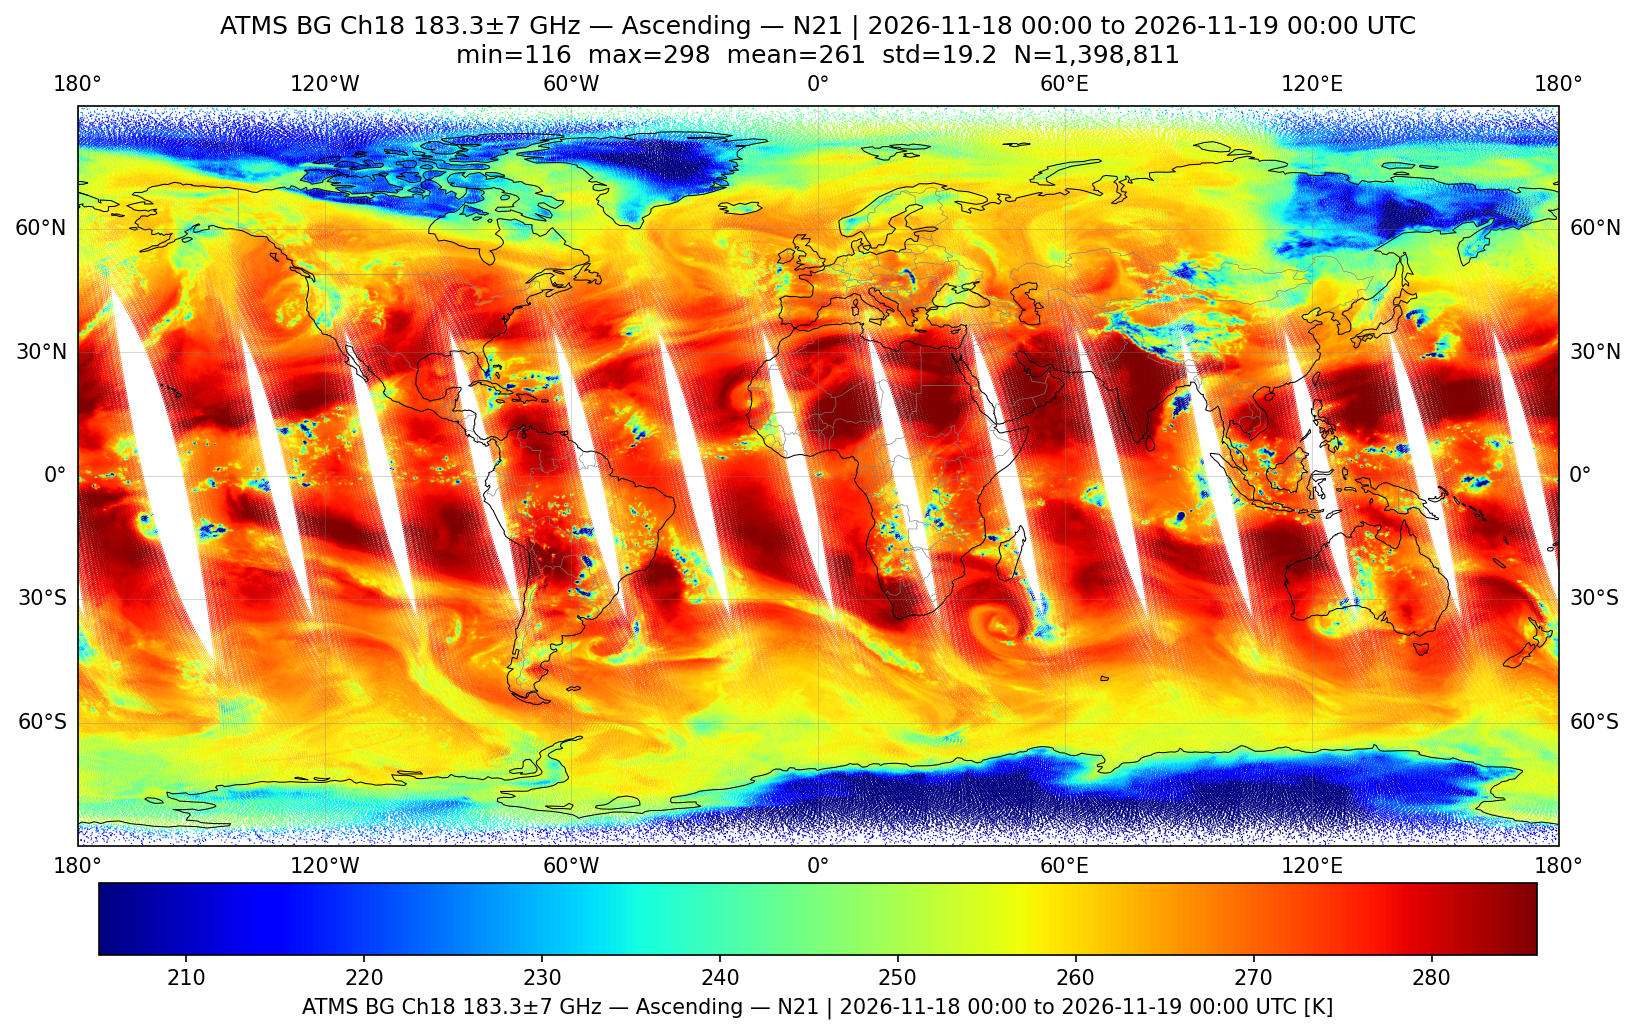 ATMS BG Ch18 183.3±7 GHz — Ascending — N21 | 2026-11-18 00:00 to 2026-11-19 00:00 UTC
min=116 max=298 mean=261 std=19.2 N=1,398,811
180° 120°W 60°W 0° 60°E 120°E 180°
60°N 60°N
30°N 30°N
0° 0°
30°S 30°S
60°S 60°S
180° 120°W 60°W 0° 60°E 120°E 180°
210 220 230 240 250 260 270 280
ATMS BG Ch18 183.3±7 GHz — Ascending — N21 | 2026-11-18 00:00 to 2026-11-19 00:00 UTC [K]